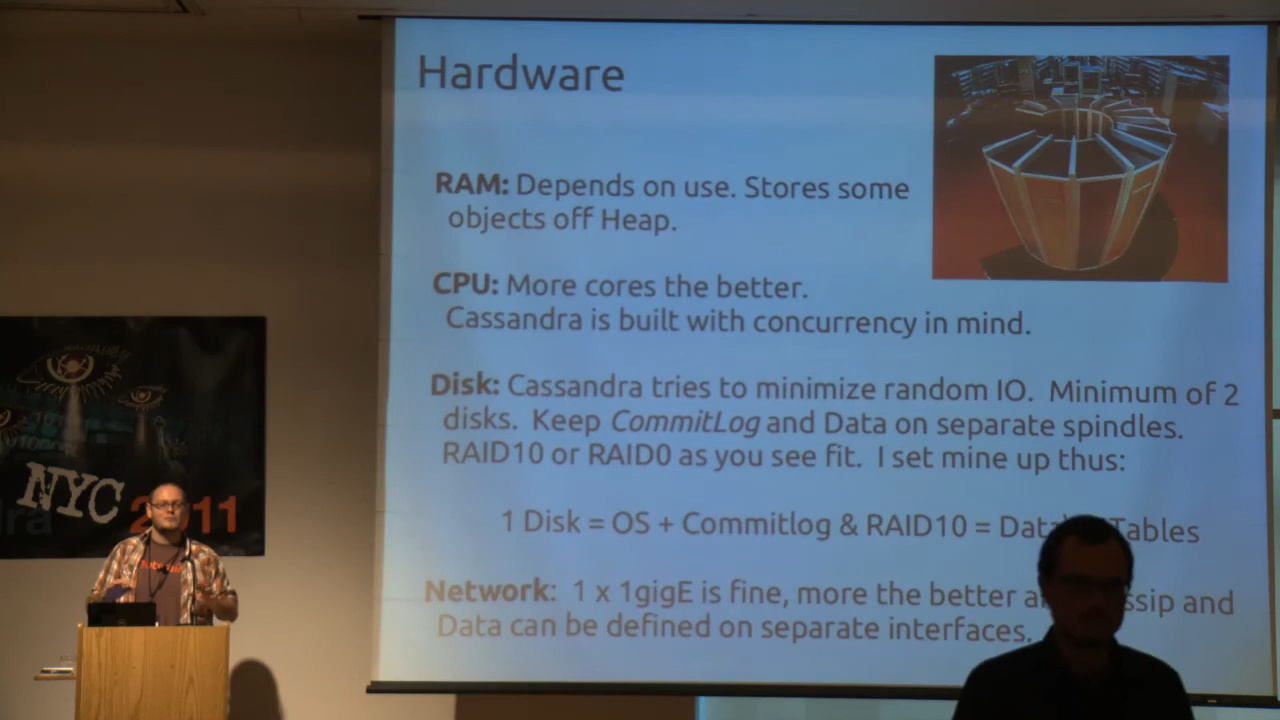 Hardware
RAM: Depends on use. Stores some
objects off Heap.
CPU: More cores the better.
Cassandra is built with concurrency in mind.
Disk: Cassandra tries to minimize random IO. Minimum of 2
disks. Keep CommitLog and Data on separate spindles.
RAID10 or RAID0 as you see fit. I set mine up thus:
1 Disk = OS + Commitlog & RAID10 = Data Tables
Network: 1 x 1gigE is fine, more the better and
Data can be defined on separate interfaces.
NYC
2011